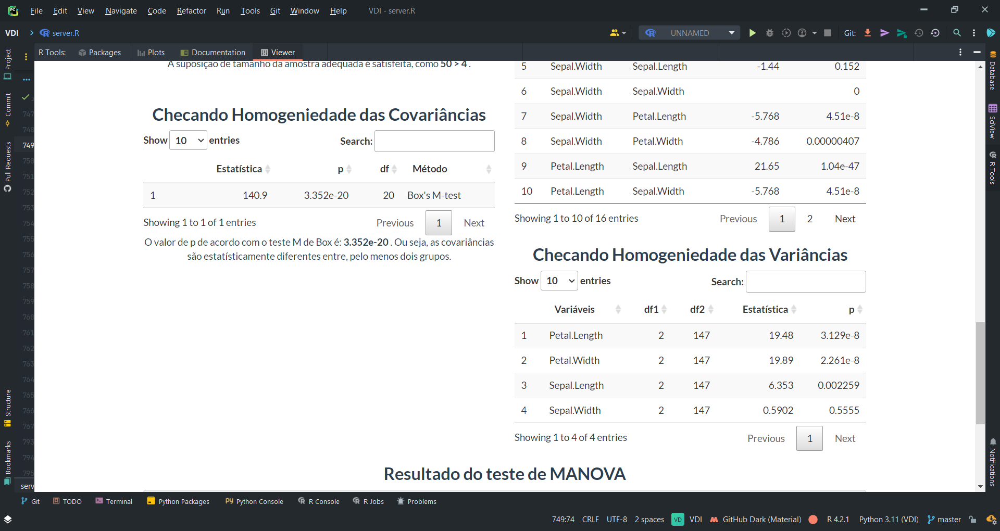 File Edit View Navigate Code Refactor Run Tools Git Window Help VDI - server.R
VDI server.R UNNAMED Git:
R Tools: Packages Plots Documentation Viewer
Project
Commit
Pull Requests
Structure
Bookmarks
747
748
749
750
751
752
753
754
755
756
757
758
759
760
761
762
763
764
765
766
767
793
794
795
serv
A suposição de tamanho da amostra adequada é satisfeita, como 50 > 4 .
Checando Homogeniedade das Covariâncias
Show 10 entries Search:
Estatística p df Método
1 140.9 3.352e-20 20 Box's M-test
Showing 1 to 1 of 1 entries Previous 1 Next
O valor de p de acordo com o teste M de Box é: 3.352e-20 . Ou seja, as covariâncias
são estatísticamente diferentes entre, pelo menos dois grupos.
5 Sepal.Width Sepal.Length -1.44 0.152
6 Sepal.Width Sepal.Width 0
7 Sepal.Width Petal.Length -5.768 4.51e-8
8 Sepal.Width Petal.Width -4.786 0.00000407
9 Petal.Length Sepal.Length 21.65 1.04e-47
10 Petal.Length Sepal.Width -5.768 4.51e-8
Showing 1 to 10 of 16 entries Previous 1 2 Next
Checando Homogeniedade das Variâncias
Show 10 entries Search:
Variáveis df1 df2 Estatística p
1 Petal.Length 2 147 19.48 3.129e-8
2 Petal.Width 2 147 19.89 2.261e-8
3 Sepal.Length 2 147 6.353 0.002259
4 Sepal.Width 2 147 0.5902 0.5555
Showing 1 to 4 of 4 entries Previous 1 Next
Resultado do teste de MANOVA
Database
SciView
R Tools
Notifications
Git TODO Terminal Python Packages Python Console R Console R Jobs Problems
749:74 CRLF UTF-8 2 spaces VD VDI GitHub Dark (Material) R 4.2.1 Python 3.11 (VDI) master